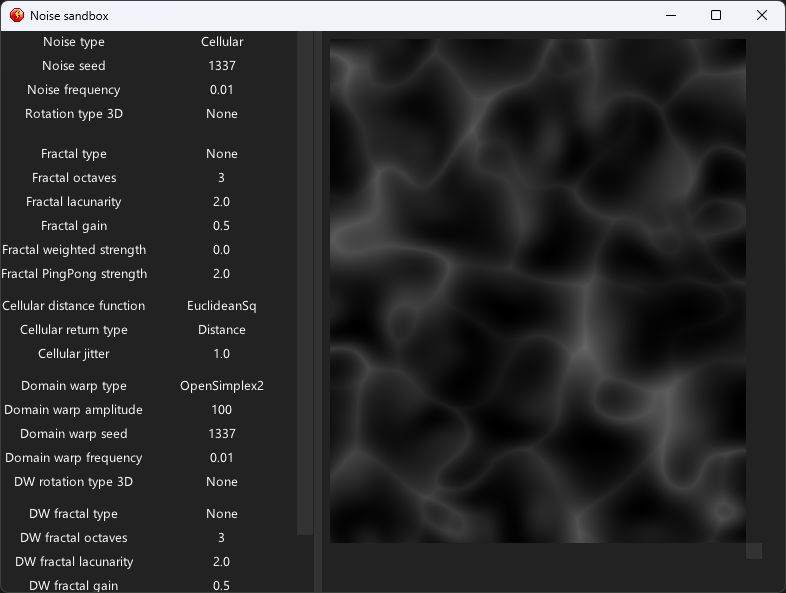 Noise sandbox
Noise type Cellular
Noise seed 1337
Noise frequency 0.01
Rotation type 3D None
Fractal type None
Fractal octaves 3
Fractal lacunarity 2.0
Fractal gain 0.5
Fractal weighted strength 0.0
Fractal PingPong strength 2.0
Cellular distance function EuclideanSq
Cellular return type Distance
Cellular jitter 1.0
Domain warp type OpenSimplex2
Domain warp amplitude 100
Domain warp seed 1337
Domain warp frequency 0.01
DW rotation type 3D None
DW fractal type None
DW fractal octaves 3
DW fractal lacunarity 2.0
DW fractal gain 0.5